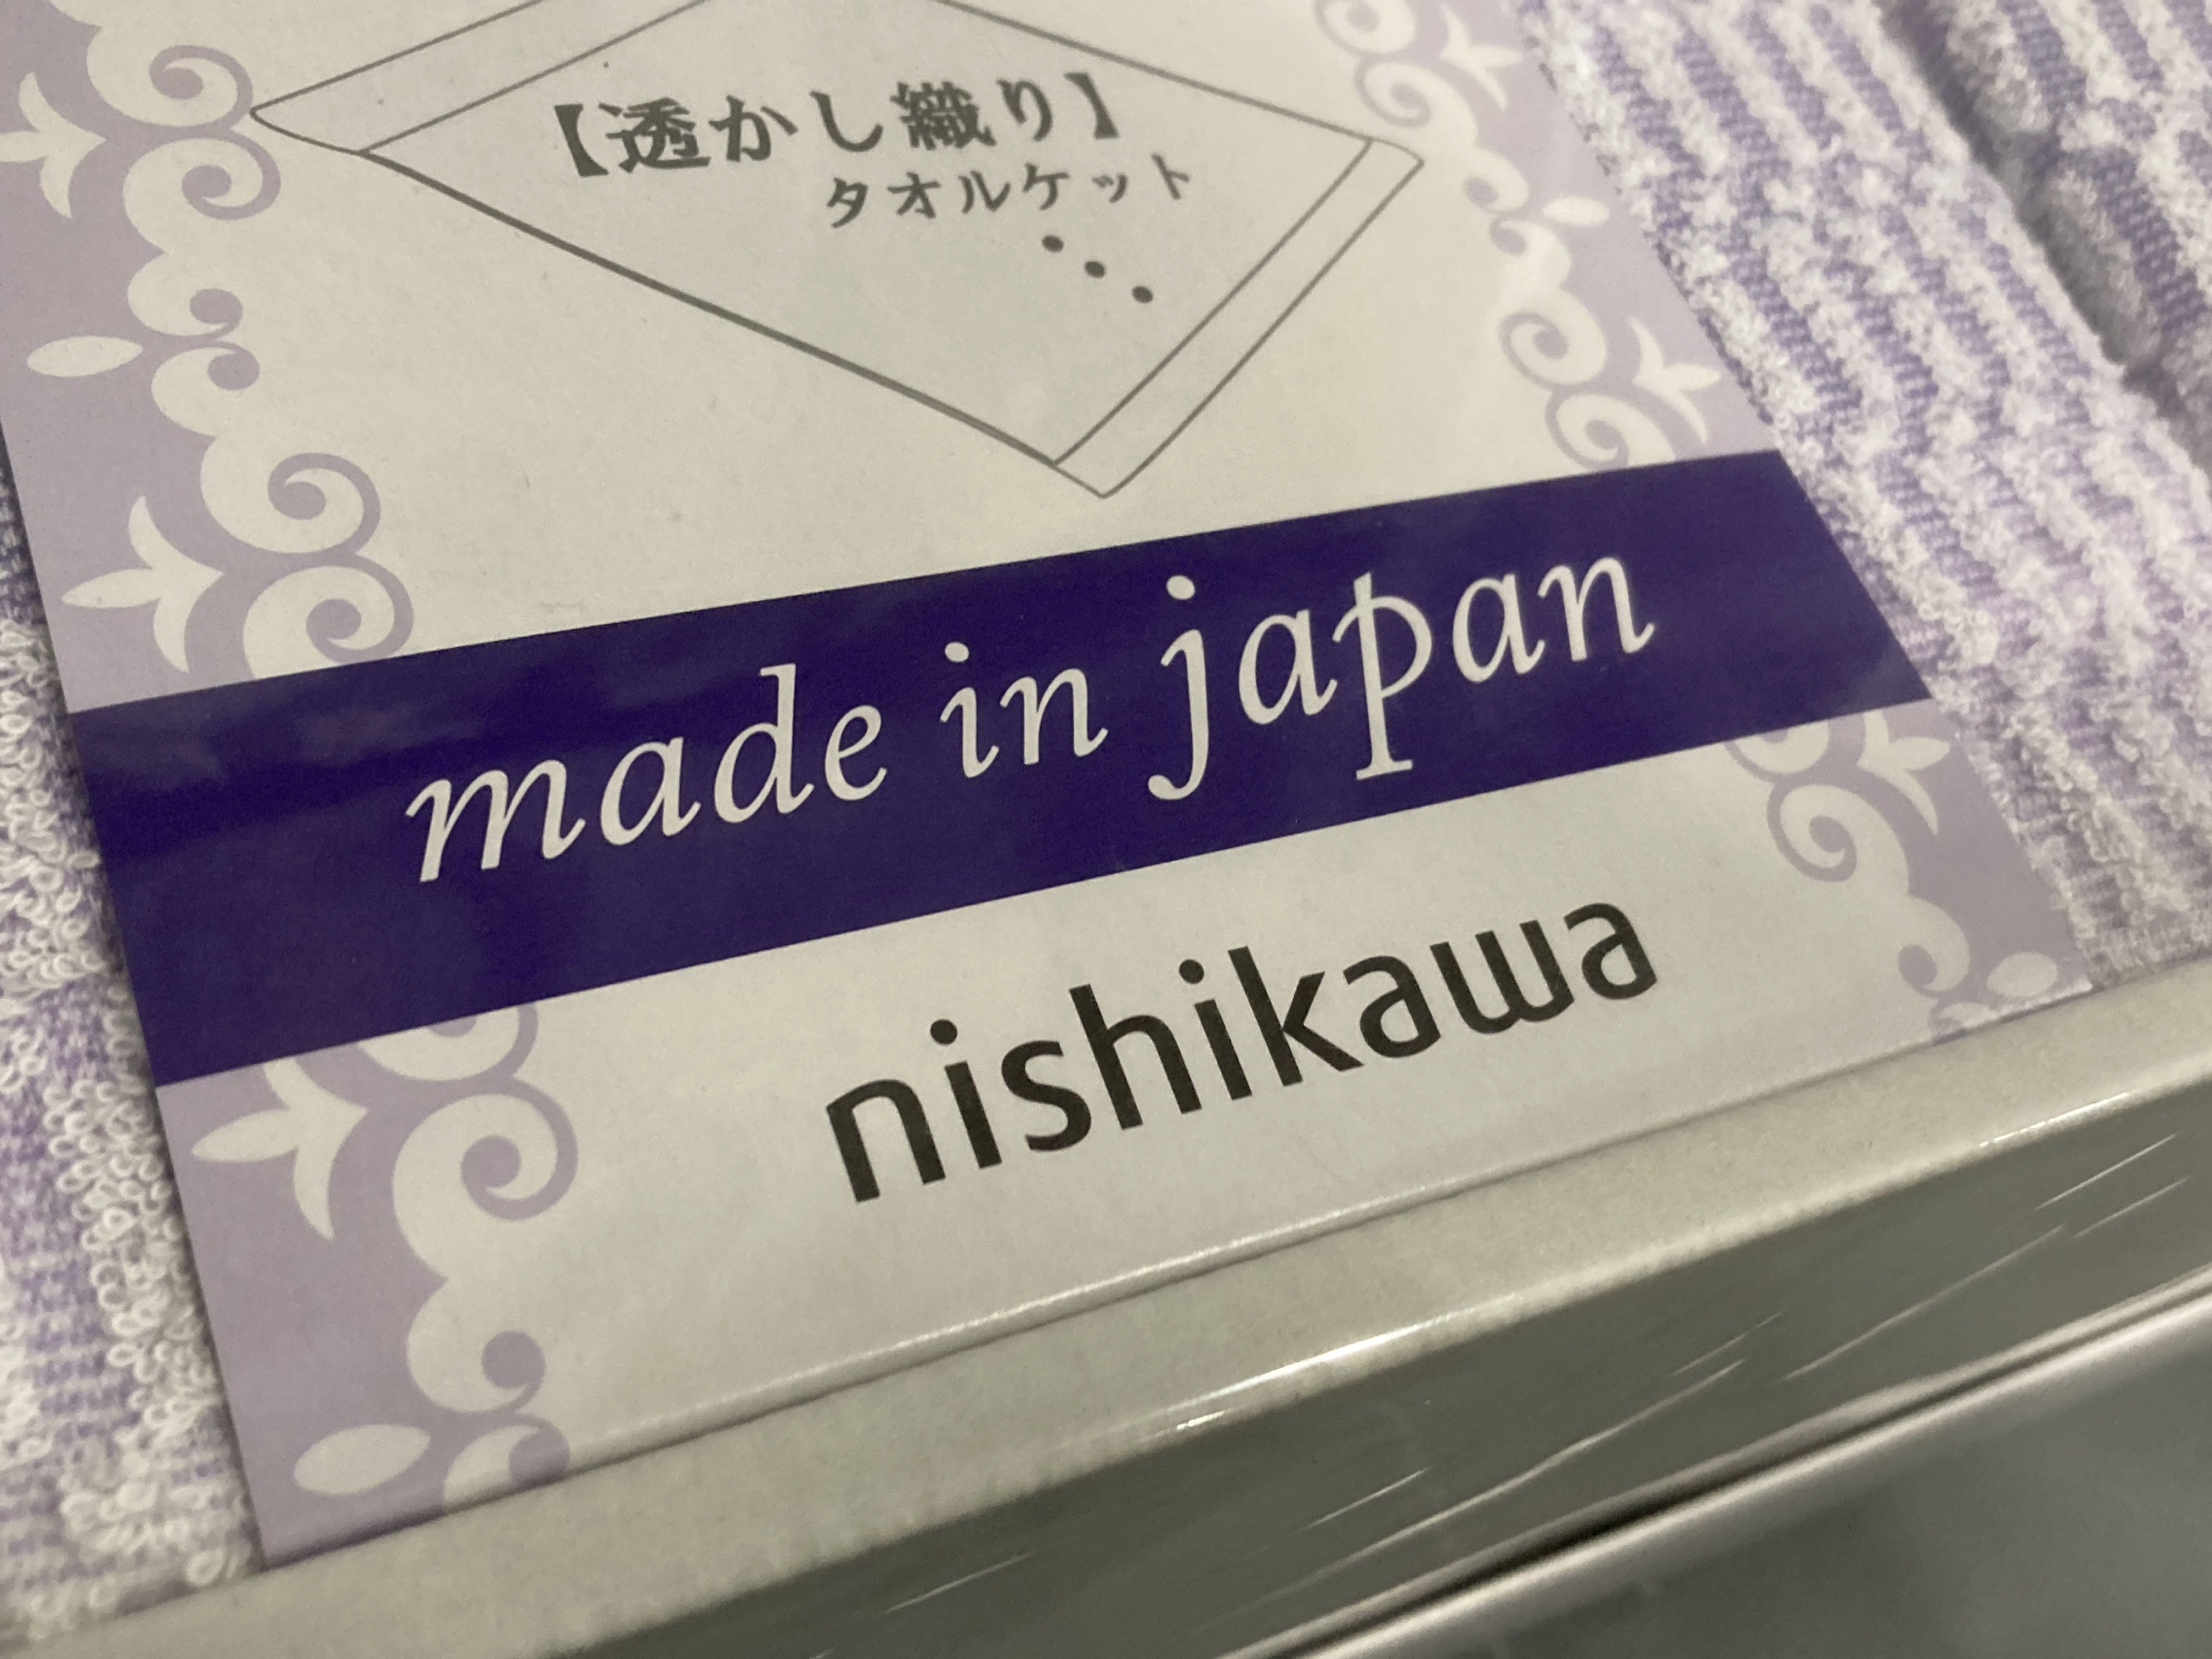 【透かし織り】
タオルケット
made in japan
nishikawa